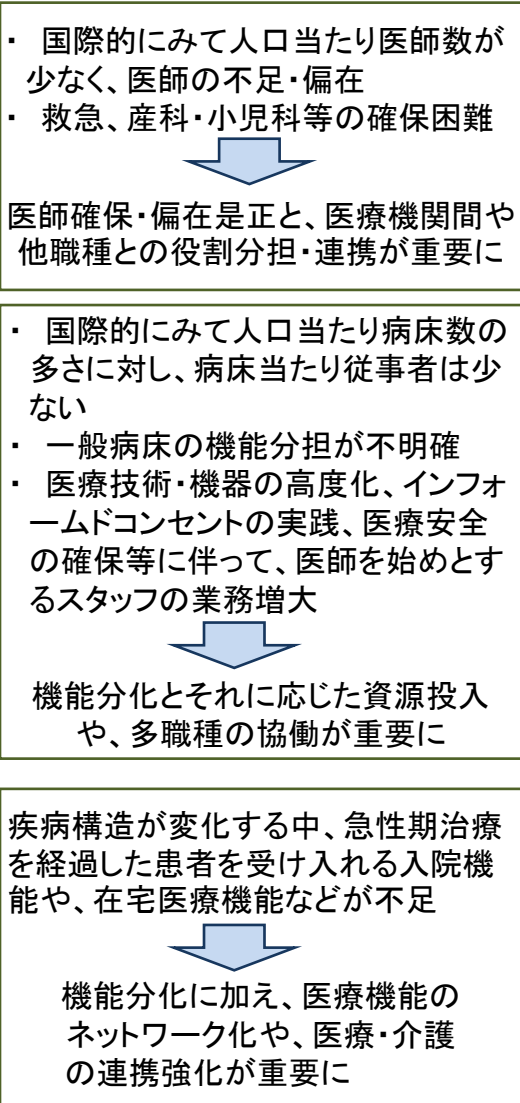 ・ 国際的にみて人口当たり医師数が
少なく、医師の不足・偏在
・ 救急、産科・小児科等の確保困難
医師確保・偏在是正と、医療機関間や
他職種との役割分担・連携が重要に
・ 国際的にみて人口当たり病床数の
多さに対し、病床当たり従事者は少
ない
・ 一般病床の機能分担が不明確
・ 医療技術・機器の高度化、インフォ
ームドコンセントの実践、医療安全
の確保等に伴って、医師を始めとす
るスタッフの業務増大
機能分化とそれに応じた資源投入
や、多職種の協働が重要に
疾病構造が変化する中、急性期治療
を経過した患者を受け入れる入院機
能や、在宅医療機能などが不足
機能分化に加え、医療機能の
ネットワーク化や、医療・介護
の連携強化が重要に